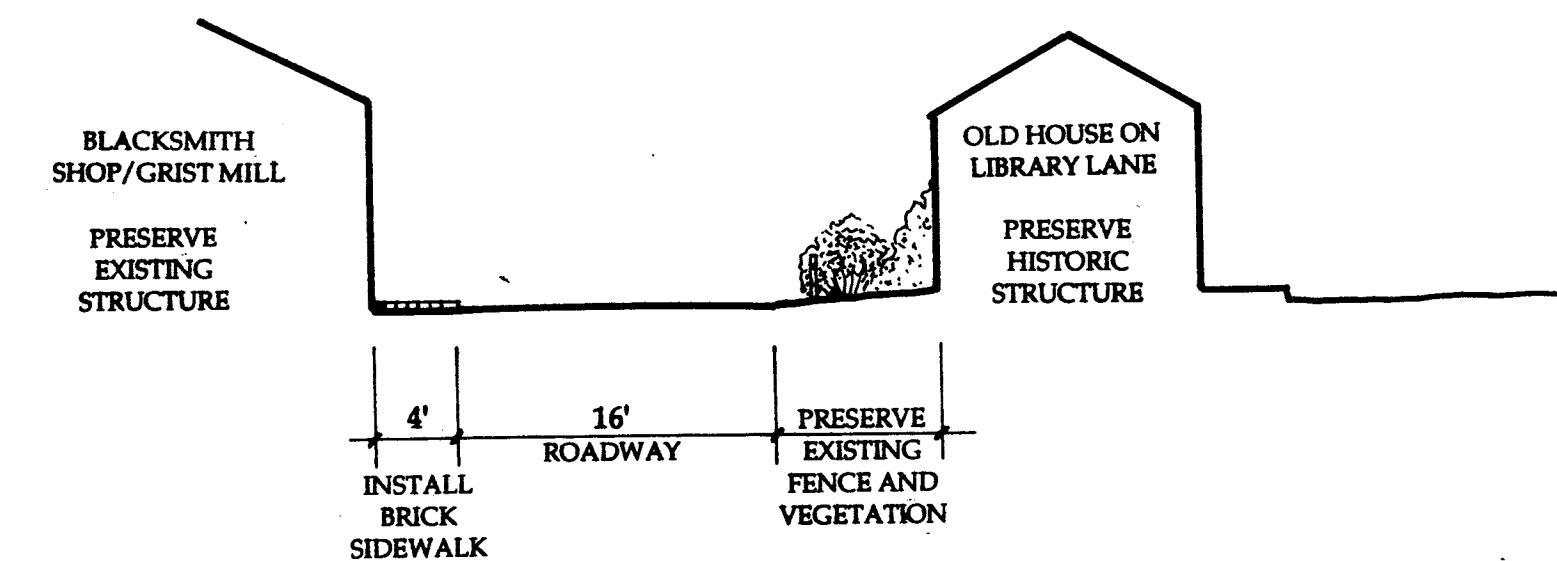 BLACKSMITH
SHOP/GRIST MILL
PRESERVE
EXISTING
STRUCTURE
OLD HOUSE ON
LIBRARY LANE
PRESERVE
HISTORIC
STRUCTURE
4'
INSTALL
BRICK
SIDEWALK
16'
ROADWAY
PRESERVE
EXISTING
FENCE AND
VEGETATION